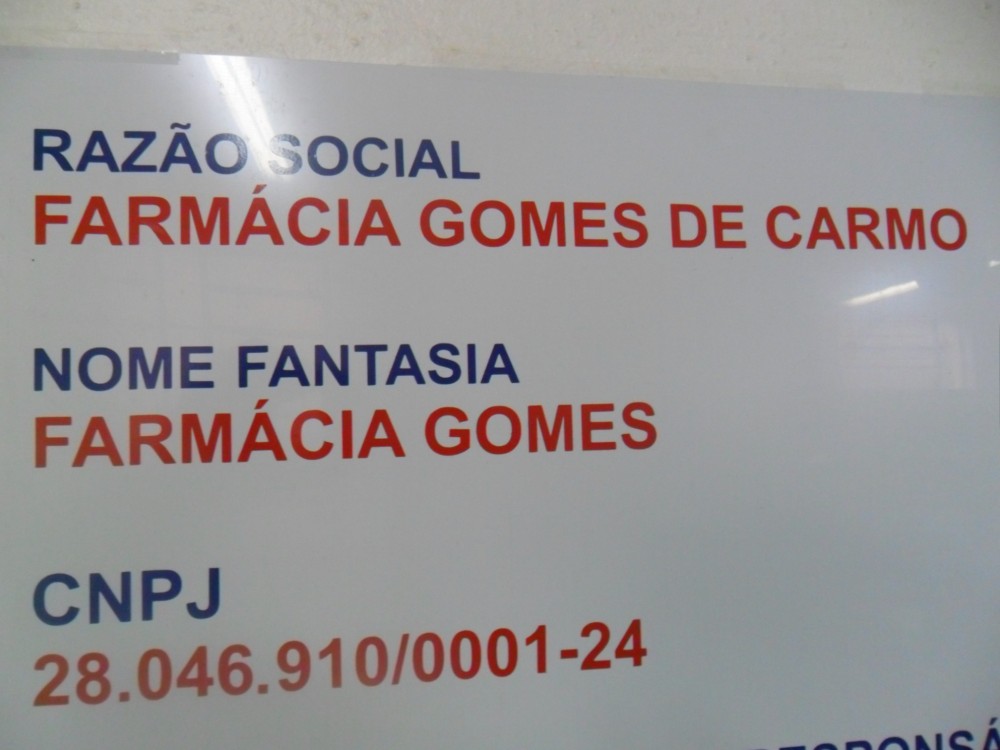 RAZÃO SOCIAL
FARMÁCIA GOMES DE CARMO
NOME FANTASIA
FARMÁCIA GOMES
CNPJ
28.046.910/0001-24